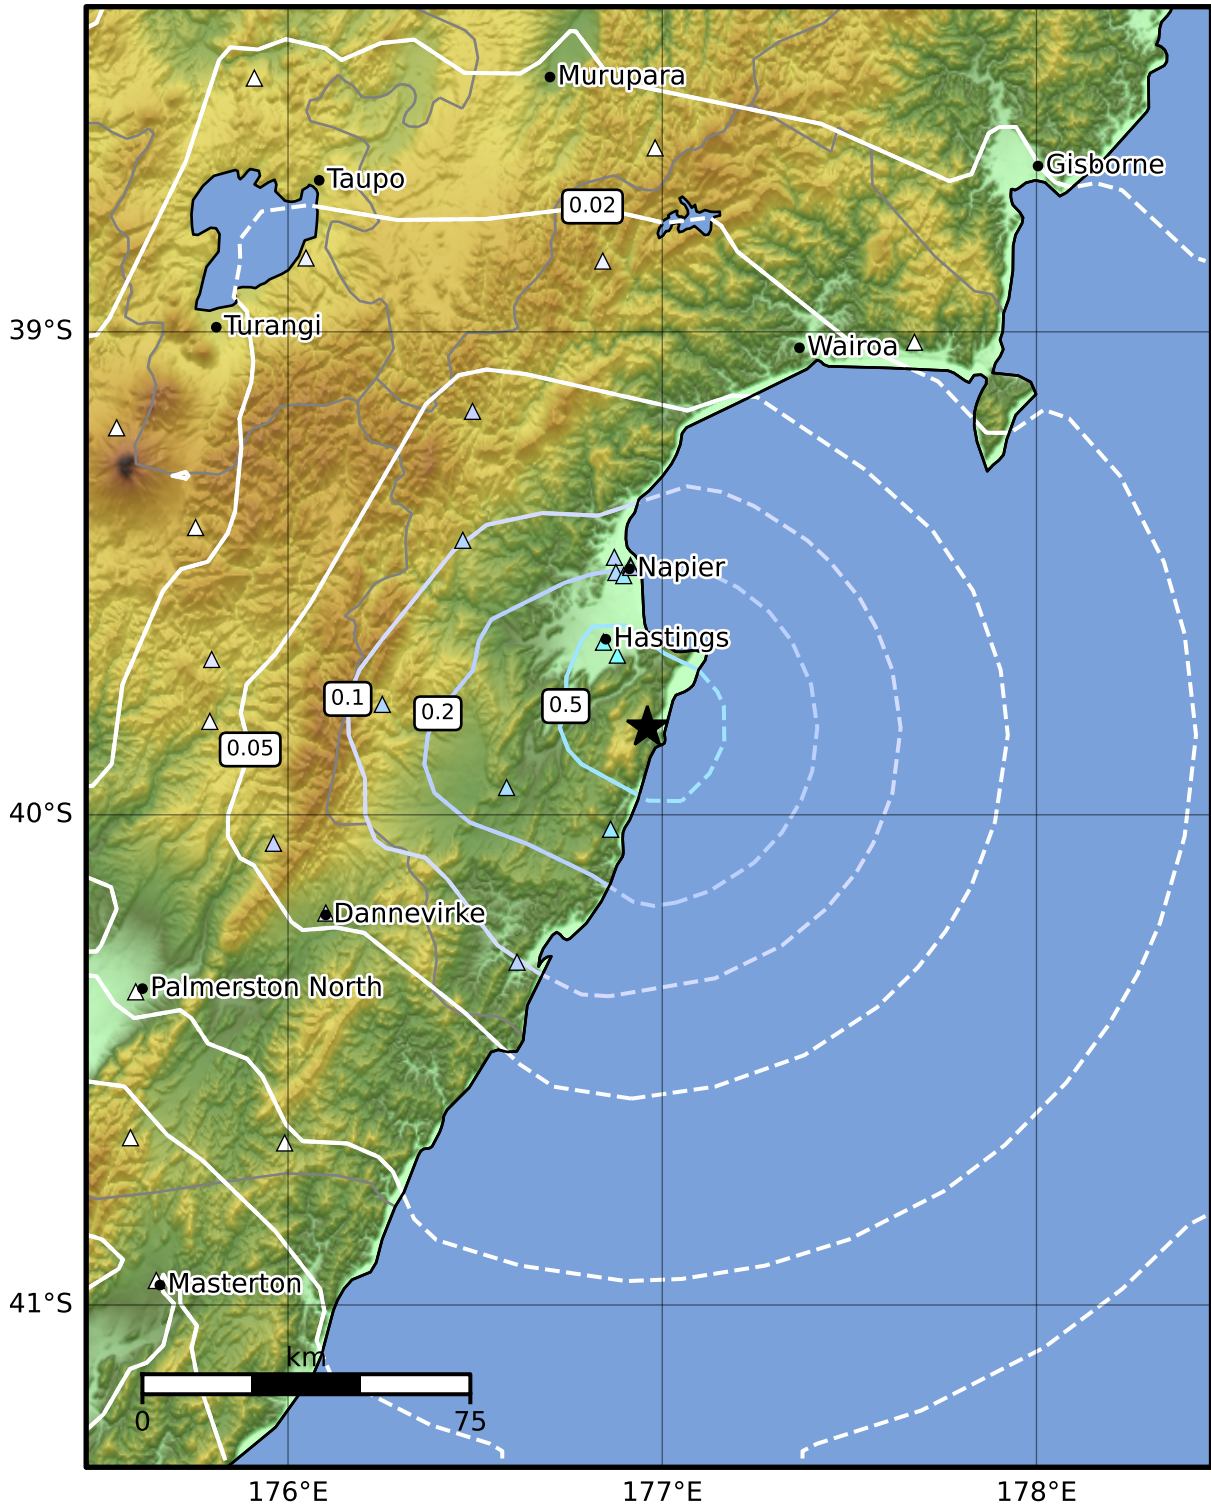 Murupara
Gisborne
Taupo
0.02
39°S
Turangi
Wairoa
Napier
Hastings
0.1
0.2
0.5
0.05
40°S
Dannevirke
Palmerston North
Masterton
41°S
km
0
75
176°E
177°E
178°E